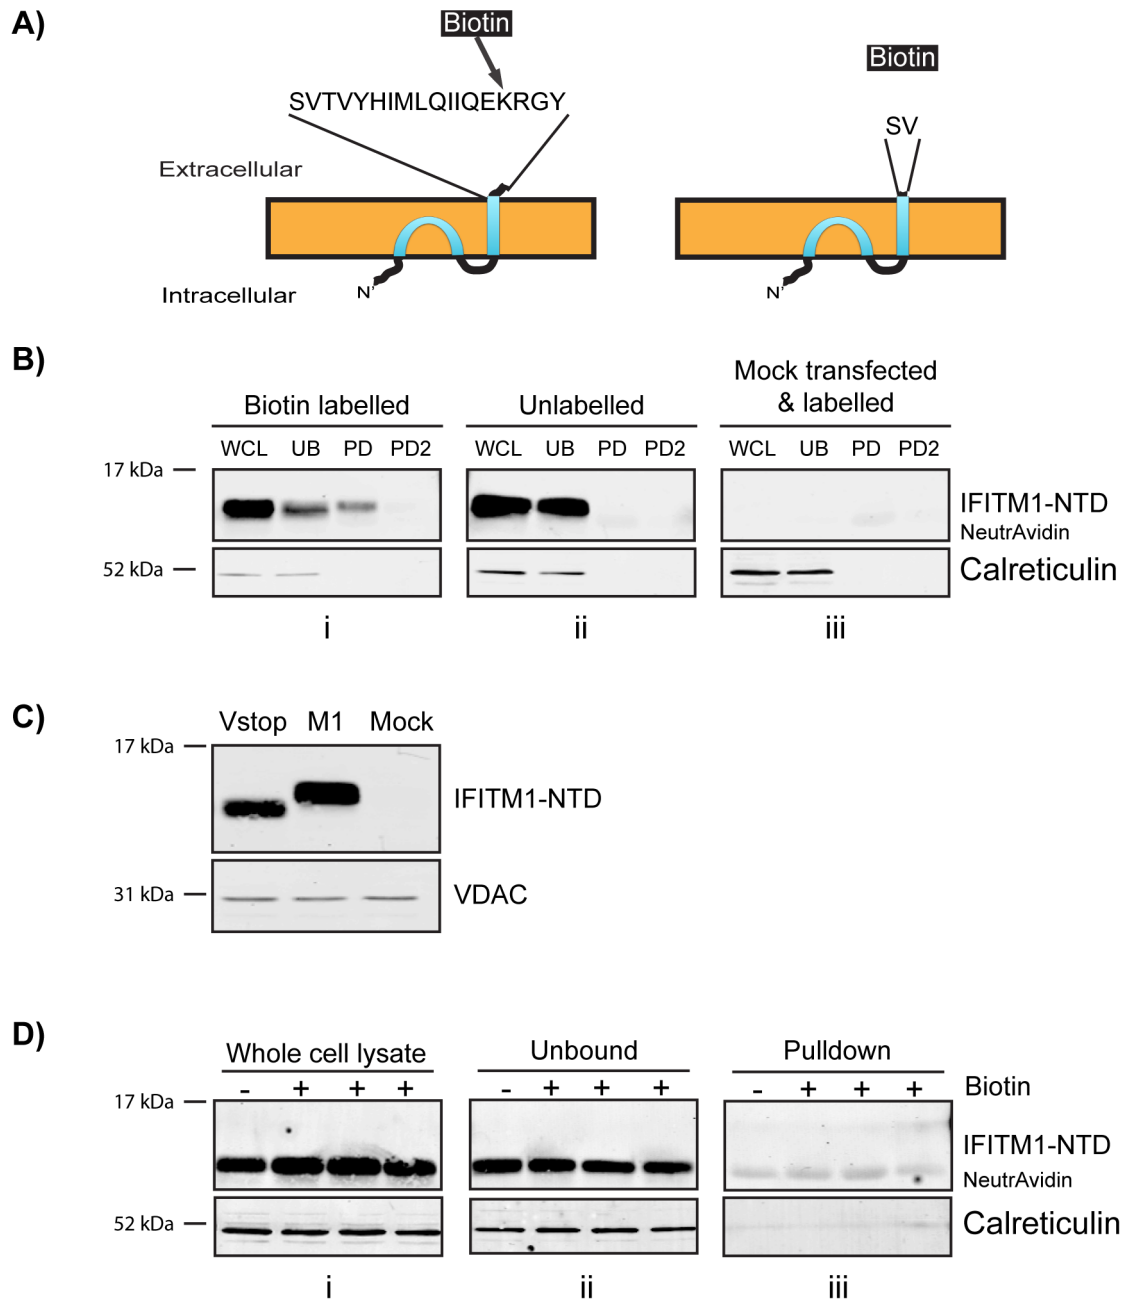 A)
Biotin
Biotin
SVTVYHIMLQIIQEKRGY
SV
Extracellular
N'
N'
Intracellular
B)
Mock transfected
& labelled
Biotin labelled
Unlabelled
WCL UB PD PD2
WCL UB PD PD2
WCL UB PD PD2
17 kDa
IFITM1-NTD
NeutrAvidin
52 kDa
Calreticulin
i
ii
iii
C)
Vstop M1 Mock
17 kDa
IFITM1-NTD
31 kDa
VDAC
D)
Whole cell lysate
Unbound
Pulldown
- + + +
- + + +
- + + +
Biotin
17 kDa
IFITM1-NTD
NeutrAvidin
52 kDa
Calreticulin
i
ii
iii